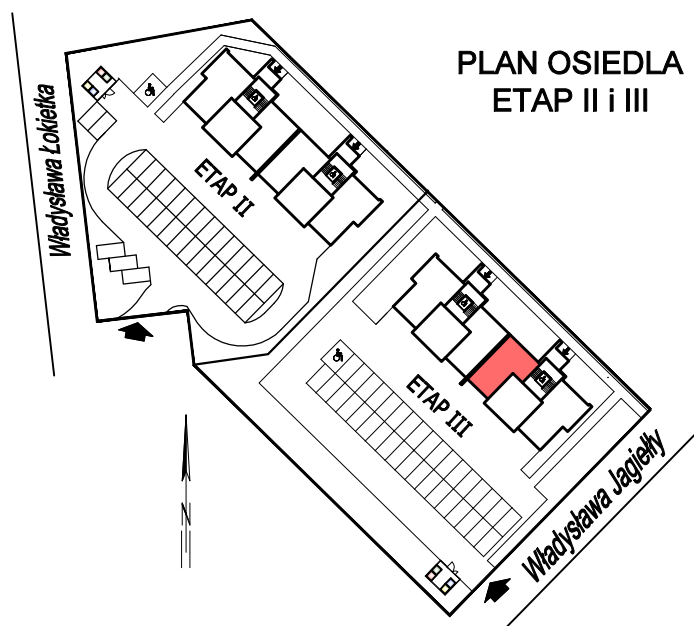 PLAN OSIEDLA
ETAP II i III
Władysława Łokietka
ETAP II
ETAP III
N
Władysława Jagiełły